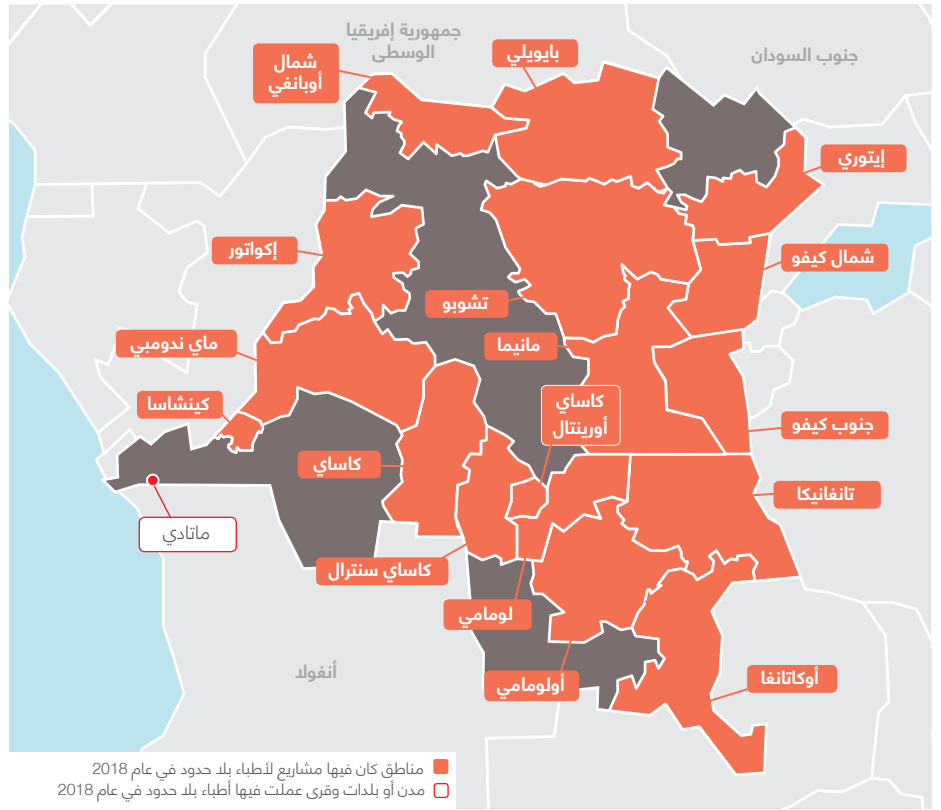 جمهورية إفريقيا
الوسطى
جنوب السودان
شمال
أوبانغي
بايويلي
إيتوري
إكواتور
شمال كيفو
تشوبو
ماي ندومبي
مانيما
كينشاسا
كاساي
أورينتال
جنوب كيفو
كاساي
تانغانيكا
ماتادي
كاساي سنترال
لومامي
أنغولا
أولومامي
أوكاتانغا
مناطق كان فيها مشاريع لأطباء بلا حدود في عام 2018
مدن أو بلدات وقرى عملت فيها أطباء بلا حدود في عام 2018